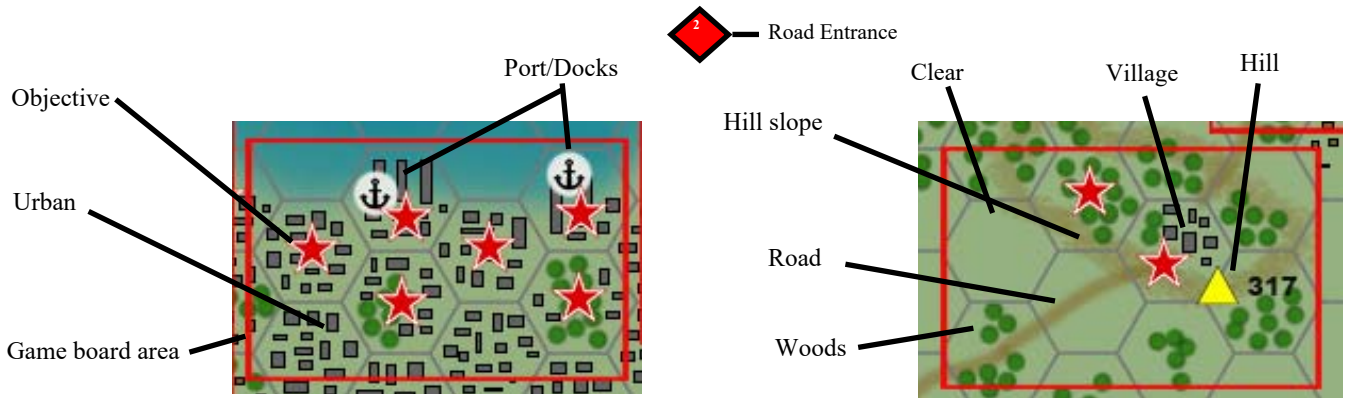 2
Road Entrance
Port/Docks
Objective
Urban
Game board area
Clear
Village
Hill
Hill slope
Road
317
Woods